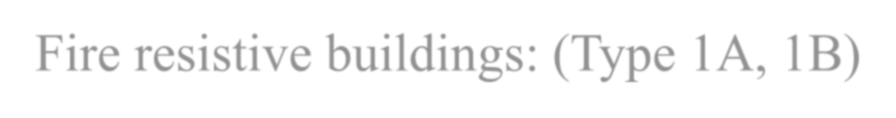 Fire resistive buildings: (Type 1A, 1B)